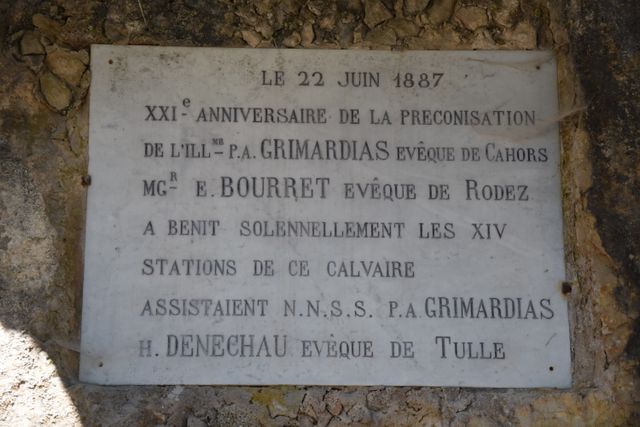 LE 22 JUIN 1887
XXIe ANNIVERSAIRE DE LA PRECONISATION
DE L'ILLME P.A. GRIMARDIAS EVÊQUE DE CAHORS
MGR E. BOURRET EVÊQUE DE RODEZ
A BENIT SOLENNELLEMENT LES XIV
STATIONS DE CE CALVAIRE
ASSISTAIENT N.N.S.S. P.A. GRIMARDIAS
H. DENECHAU EVÊQUE DE TULLE